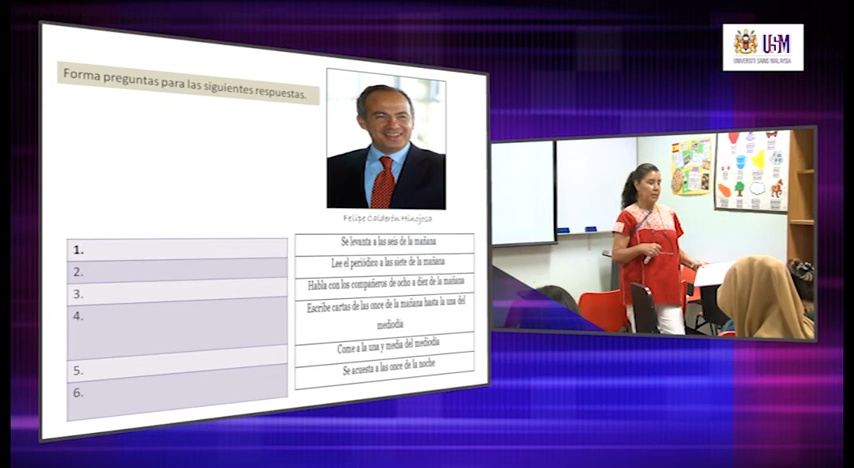 USM
UNIVERSITI SAINS MALAYSIA
Forma preguntas para las siguientes respuestas.
Felipe Calderón Hinojosa
1.
2.
3.
4.
5.
6.
Se levanta a las seis de la mañana
Lee el periódico a las siete de la mañana
Habla con los compañeros de ocho a diez de la mañana
Escribe cartas de las once de la mañana hasta la una del
mediodía
Come a la una y media del mediodía
Se acuesta a las once de la noche